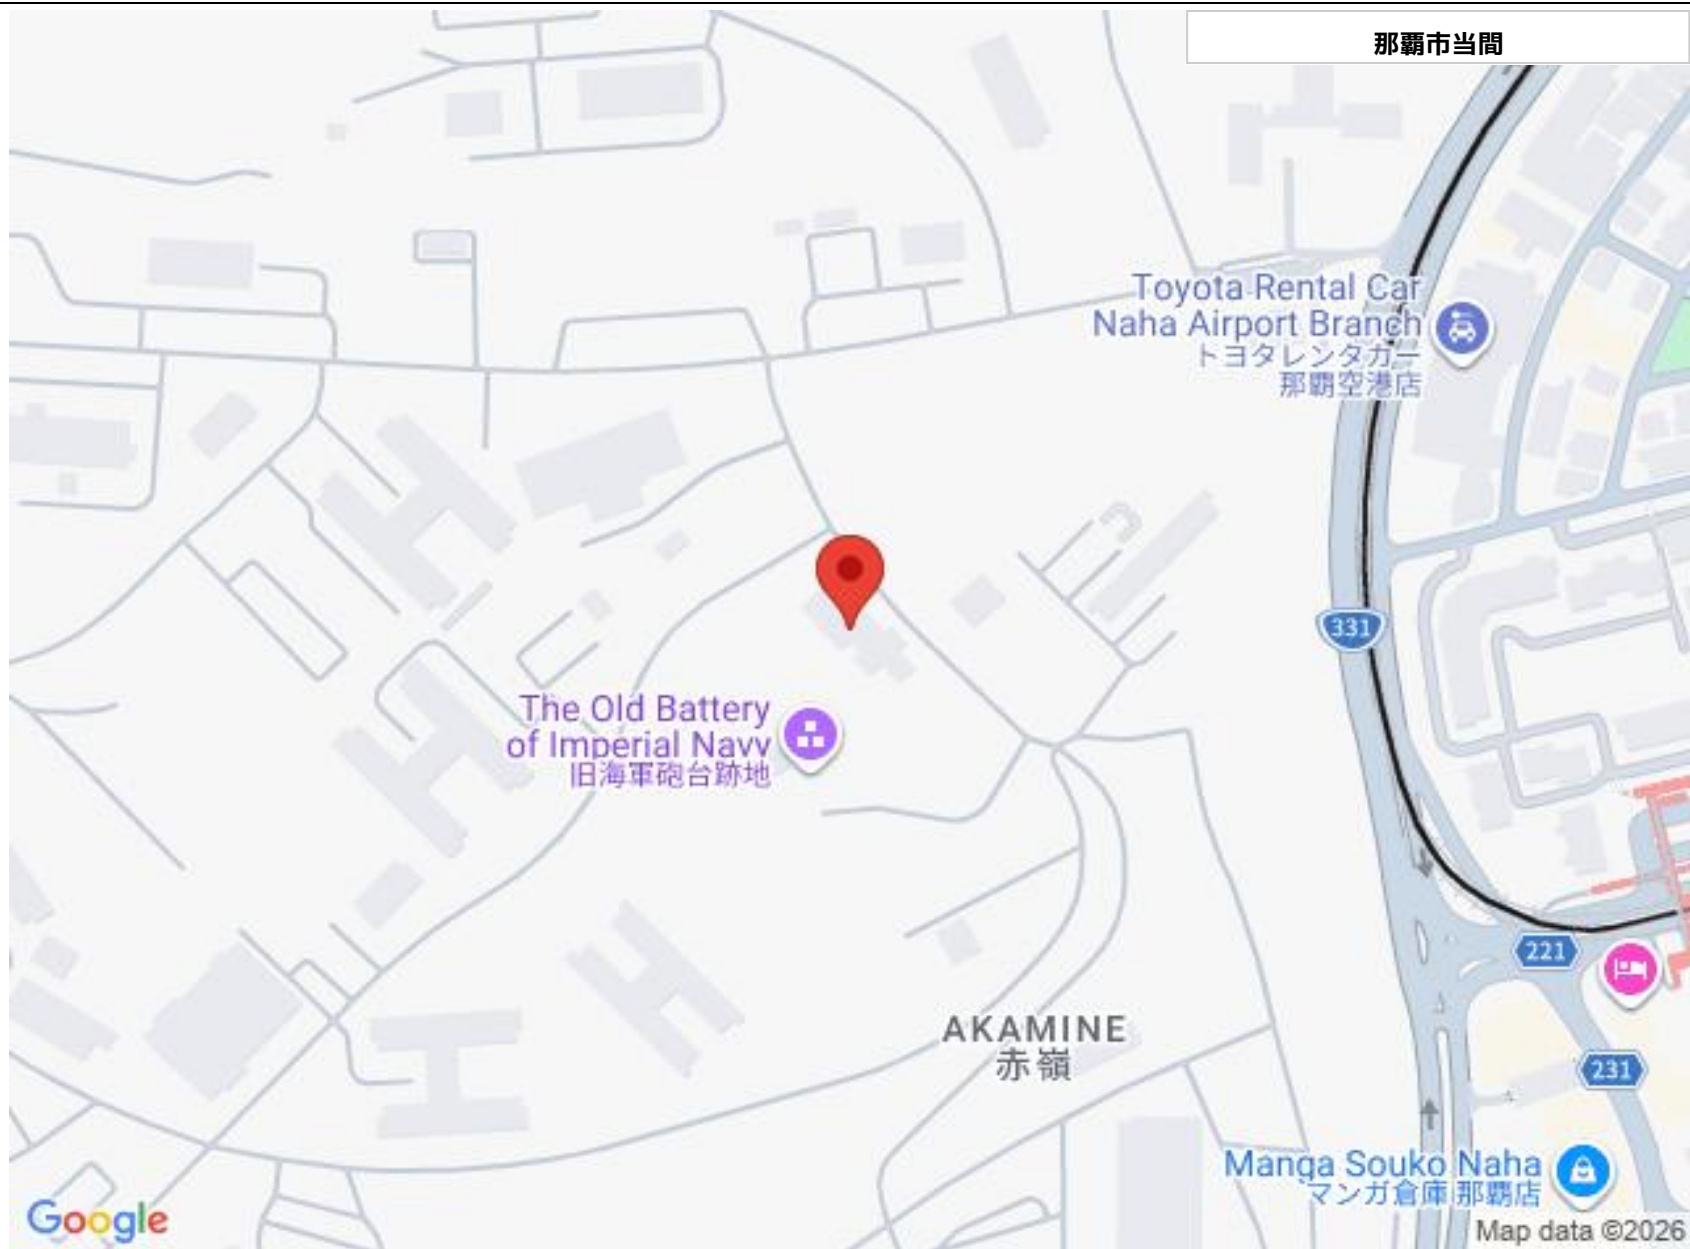 那覇市当間
Toyota Rental Car
Naha Airport Branch
トヨタレンタカー
那覇空港店
331
The Old Battery
of Imperial Navy
旧海軍砲台跡地
221
AKAMINE
赤嶺
231
Manga Souko Naha
マンガ倉庫 那覇店
Google
Map data ©2026